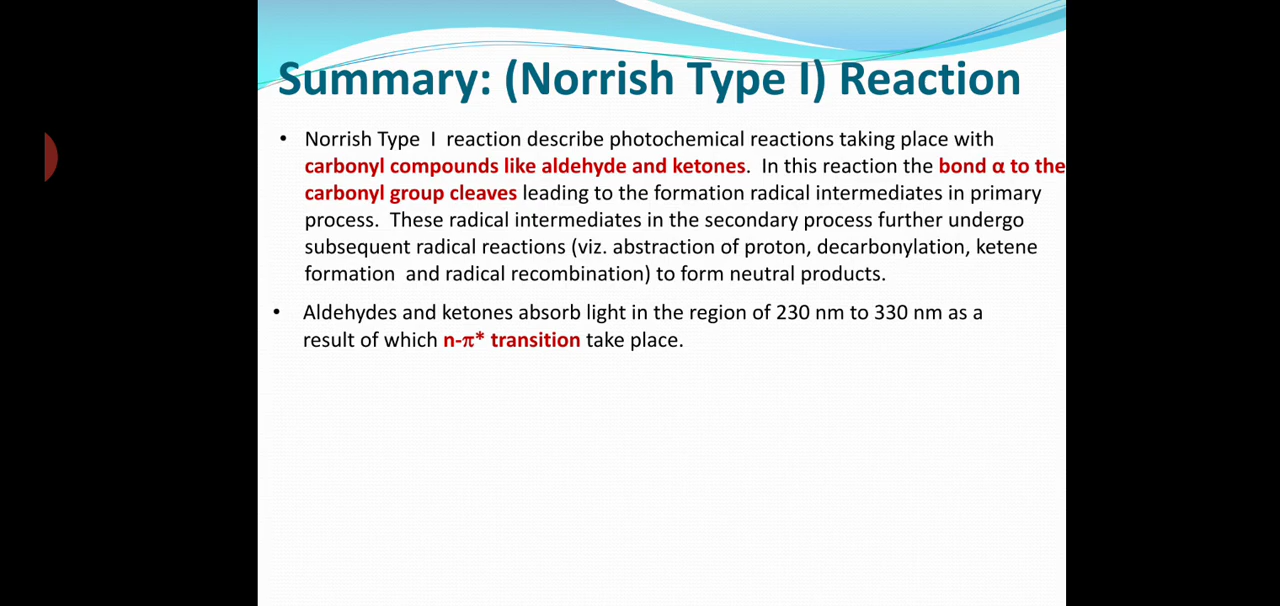 Summary: (Norrish Type I) Reaction
• Norrish Type I reaction describe photochemical reactions taking place with
carbonyl compounds like aldehyde and ketones. In this reaction the bond α to the
carbonyl group cleaves leading to the formation radical intermediates in primary
process. These radical intermediates in the secondary process further undergo
subsequent radical reactions (viz. abstraction of proton, decarbonylation, ketene
formation and radical recombination) to form neutral products.
• Aldehydes and ketones absorb light in the region of 230 nm to 330 nm as a
result of which n-π* transition take place.